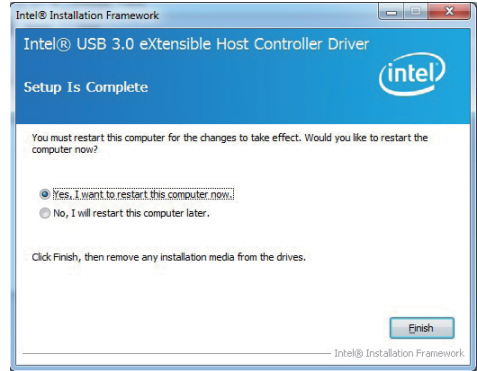 Intel® Installation Framework
Intel® USB 3.0 eXtensible Host Controller Driver
Setup Is Complete
intel
You must restart this computer for the changes to take effect. Would you like to restart the
computer now?
Yes, I want to restart this computer now.
No, I will restart this computer later.
Click Finish, then remove any installation media from the drives.
Finish
Intel® Installation Framework